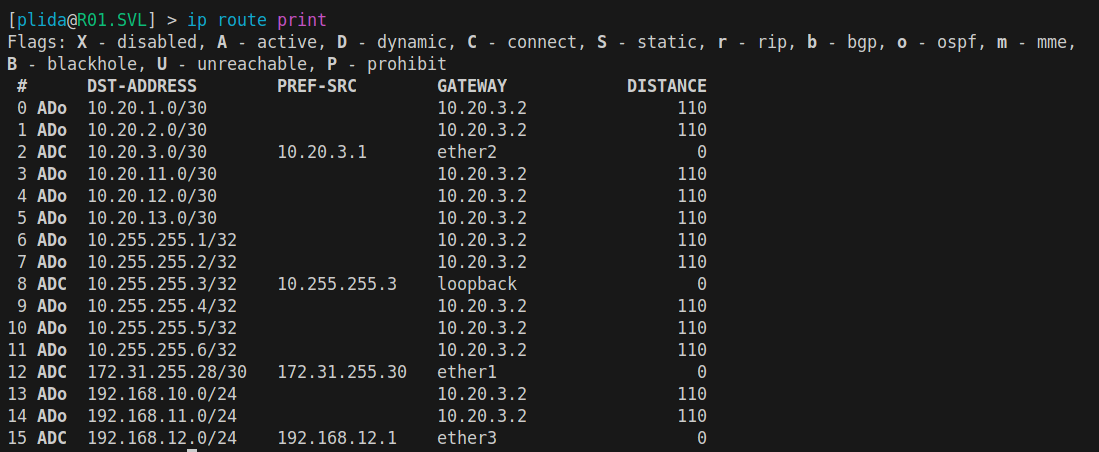 [plida@R01.SVL] > ip route print
Flags: X - disabled, A - active, D - dynamic, C - connect, S - static, r - rip, b - bgp, o - ospf, m - mme,
B - blackhole, U - unreachable, P - prohibit
 #      DST-ADDRESS        PREF-SRC        GATEWAY            DISTANCE
 0 ADo  10.20.1.0/30                       10.20.3.2               110
 1 ADo  10.20.2.0/30                       10.20.3.2               110
 2 ADC  10.20.3.0/30       10.20.3.1       ether2                    0
 3 ADo  10.20.11.0/30                      10.20.3.2               110
 4 ADo  10.20.12.0/30                      10.20.3.2               110
 5 ADo  10.20.13.0/30                      10.20.3.2               110
 6 ADo  10.255.255.1/32                    10.20.3.2               110
 7 ADo  10.255.255.2/32                    10.20.3.2               110
 8 ADC  10.255.255.3/32    10.255.255.3    loopback                  0
 9 ADo  10.255.255.4/32                    10.20.3.2               110
10 ADo  10.255.255.5/32                    10.20.3.2               110
11 ADo  10.255.255.6/32                    10.20.3.2               110
12 ADC  172.31.255.28/30   172.31.255.30   ether1                    0
13 ADo  192.168.10.0/24                    10.20.3.2               110
14 ADo  192.168.11.0/24                    10.20.3.2               110
15 ADC  192.168.12.0/24    192.168.12.1    ether3                    0